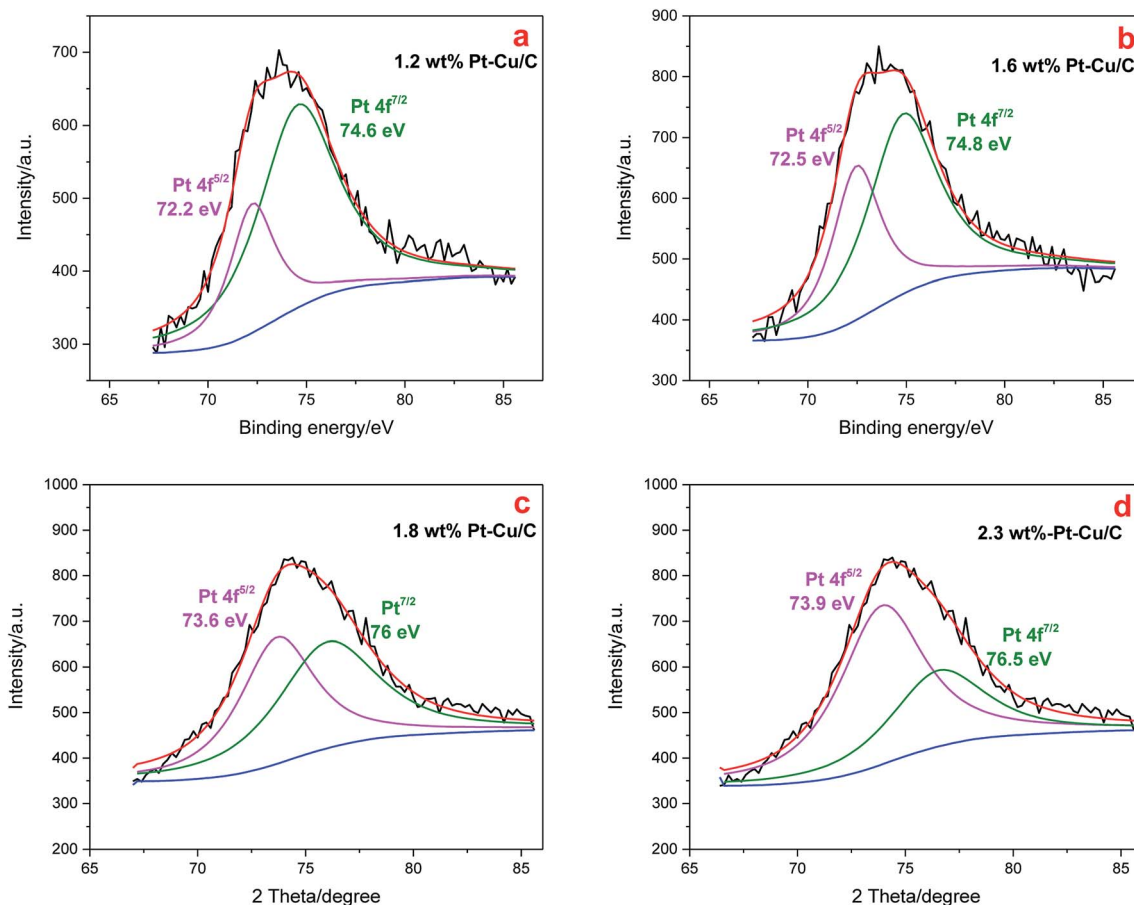 a
1.2 wt% Pt-Cu/C
Pt 4f7/2
74.6 eV
Pt 4f5/2
72.2 eV
700
600
500
400
300
Intensity/a.u.
65 70 75 80 85
Binding energy/eV
b
1.6 wt% Pt-Cu/C
Pt 4f7/2
74.8 eV
Pt 4f5/2
72.5 eV
900
800
700
600
500
400
300
Intensity/a.u.
65 70 75 80 85
Binding energy/eV
c
1.8 wt% Pt-Cu/C
Pt 4f5/2
73.6 eV
Pt7/2
76 eV
1000
900
800
700
600
500
400
300
200
Intensity/a.u.
65 70 75 80 85
2 Theta/degree
d
2.3 wt%-Pt-Cu/C
Pt 4f5/2
73.9 eV
Pt 4f7/2
76.5 eV
1000
900
800
700
600
500
400
300
200
Intensity/a.u.
65 70 75 80 85
2 Theta/degree